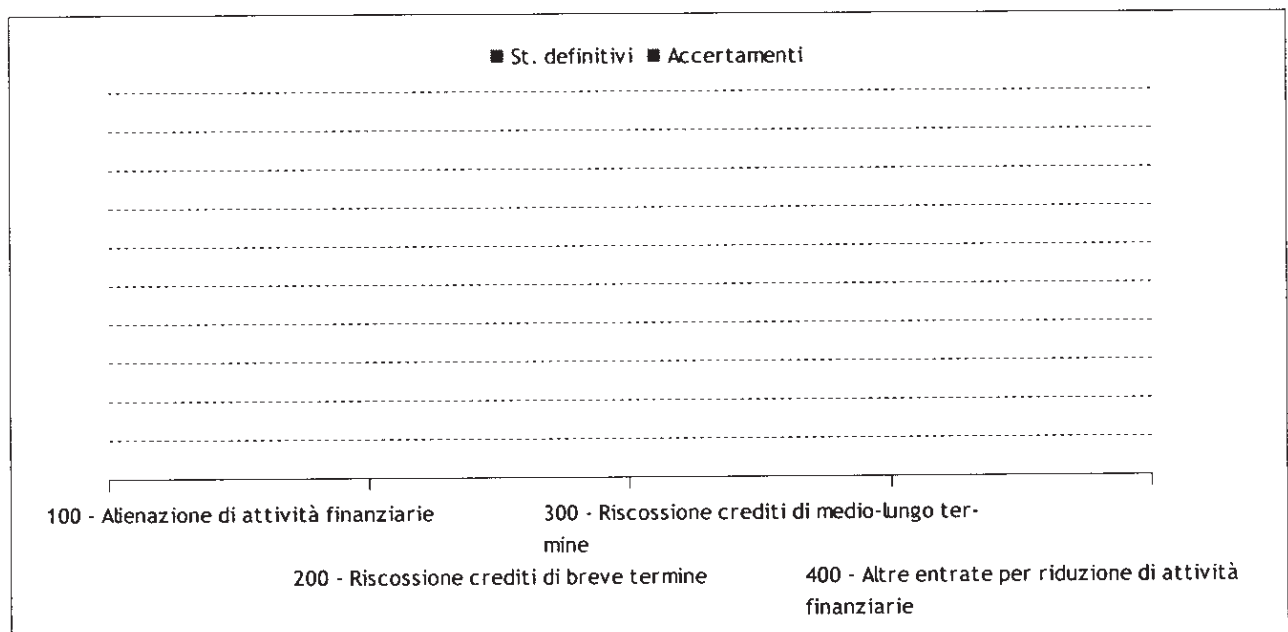 ■ St. definitivi ■ Accertamenti
100 - Alienazione di attività finanziarie
300 - Riscossione crediti di medio-lungo ter-
mine
200 - Riscossione crediti di breve termine
400 - Altre entrate per riduzione di attività
finanziarie